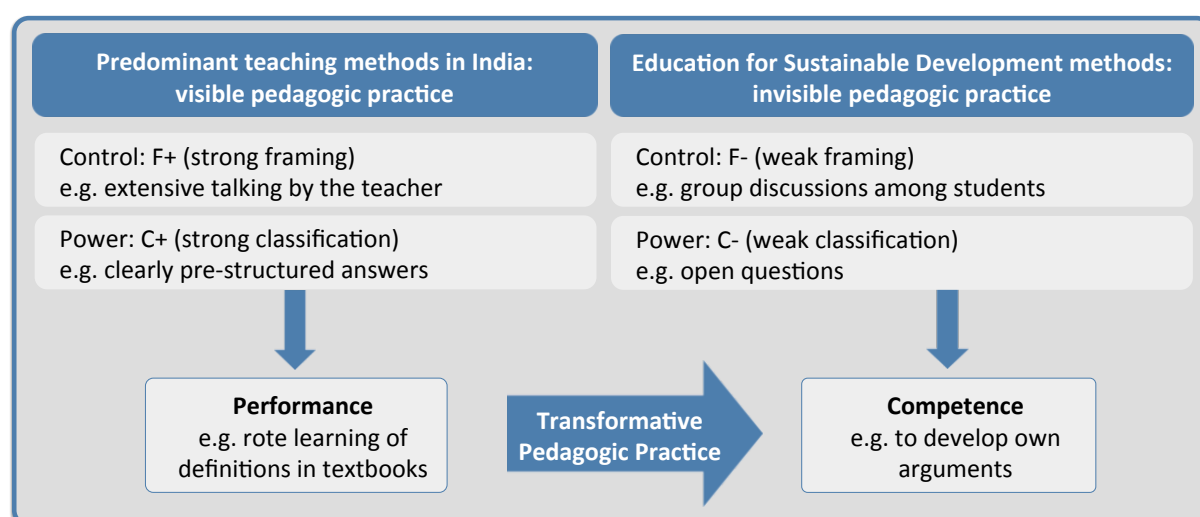 Predominant teaching methods in India:
visible pedagogic practice
Control: F+ (strong framing)
e.g. extensive talking by the teacher
Power: C+ (strong classification)
e.g. clearly pre-structured answers
Performance
e.g. rote learning of
definitions in textbooks
Education for Sustainable Development methods:
invisible pedagogic practice
Control: F- (weak framing)
e.g. group discussions among students
Power: C- (weak classification)
e.g. open questions
Transformative
Pedagogic Practice
Competence
e.g. to develop own
arguments